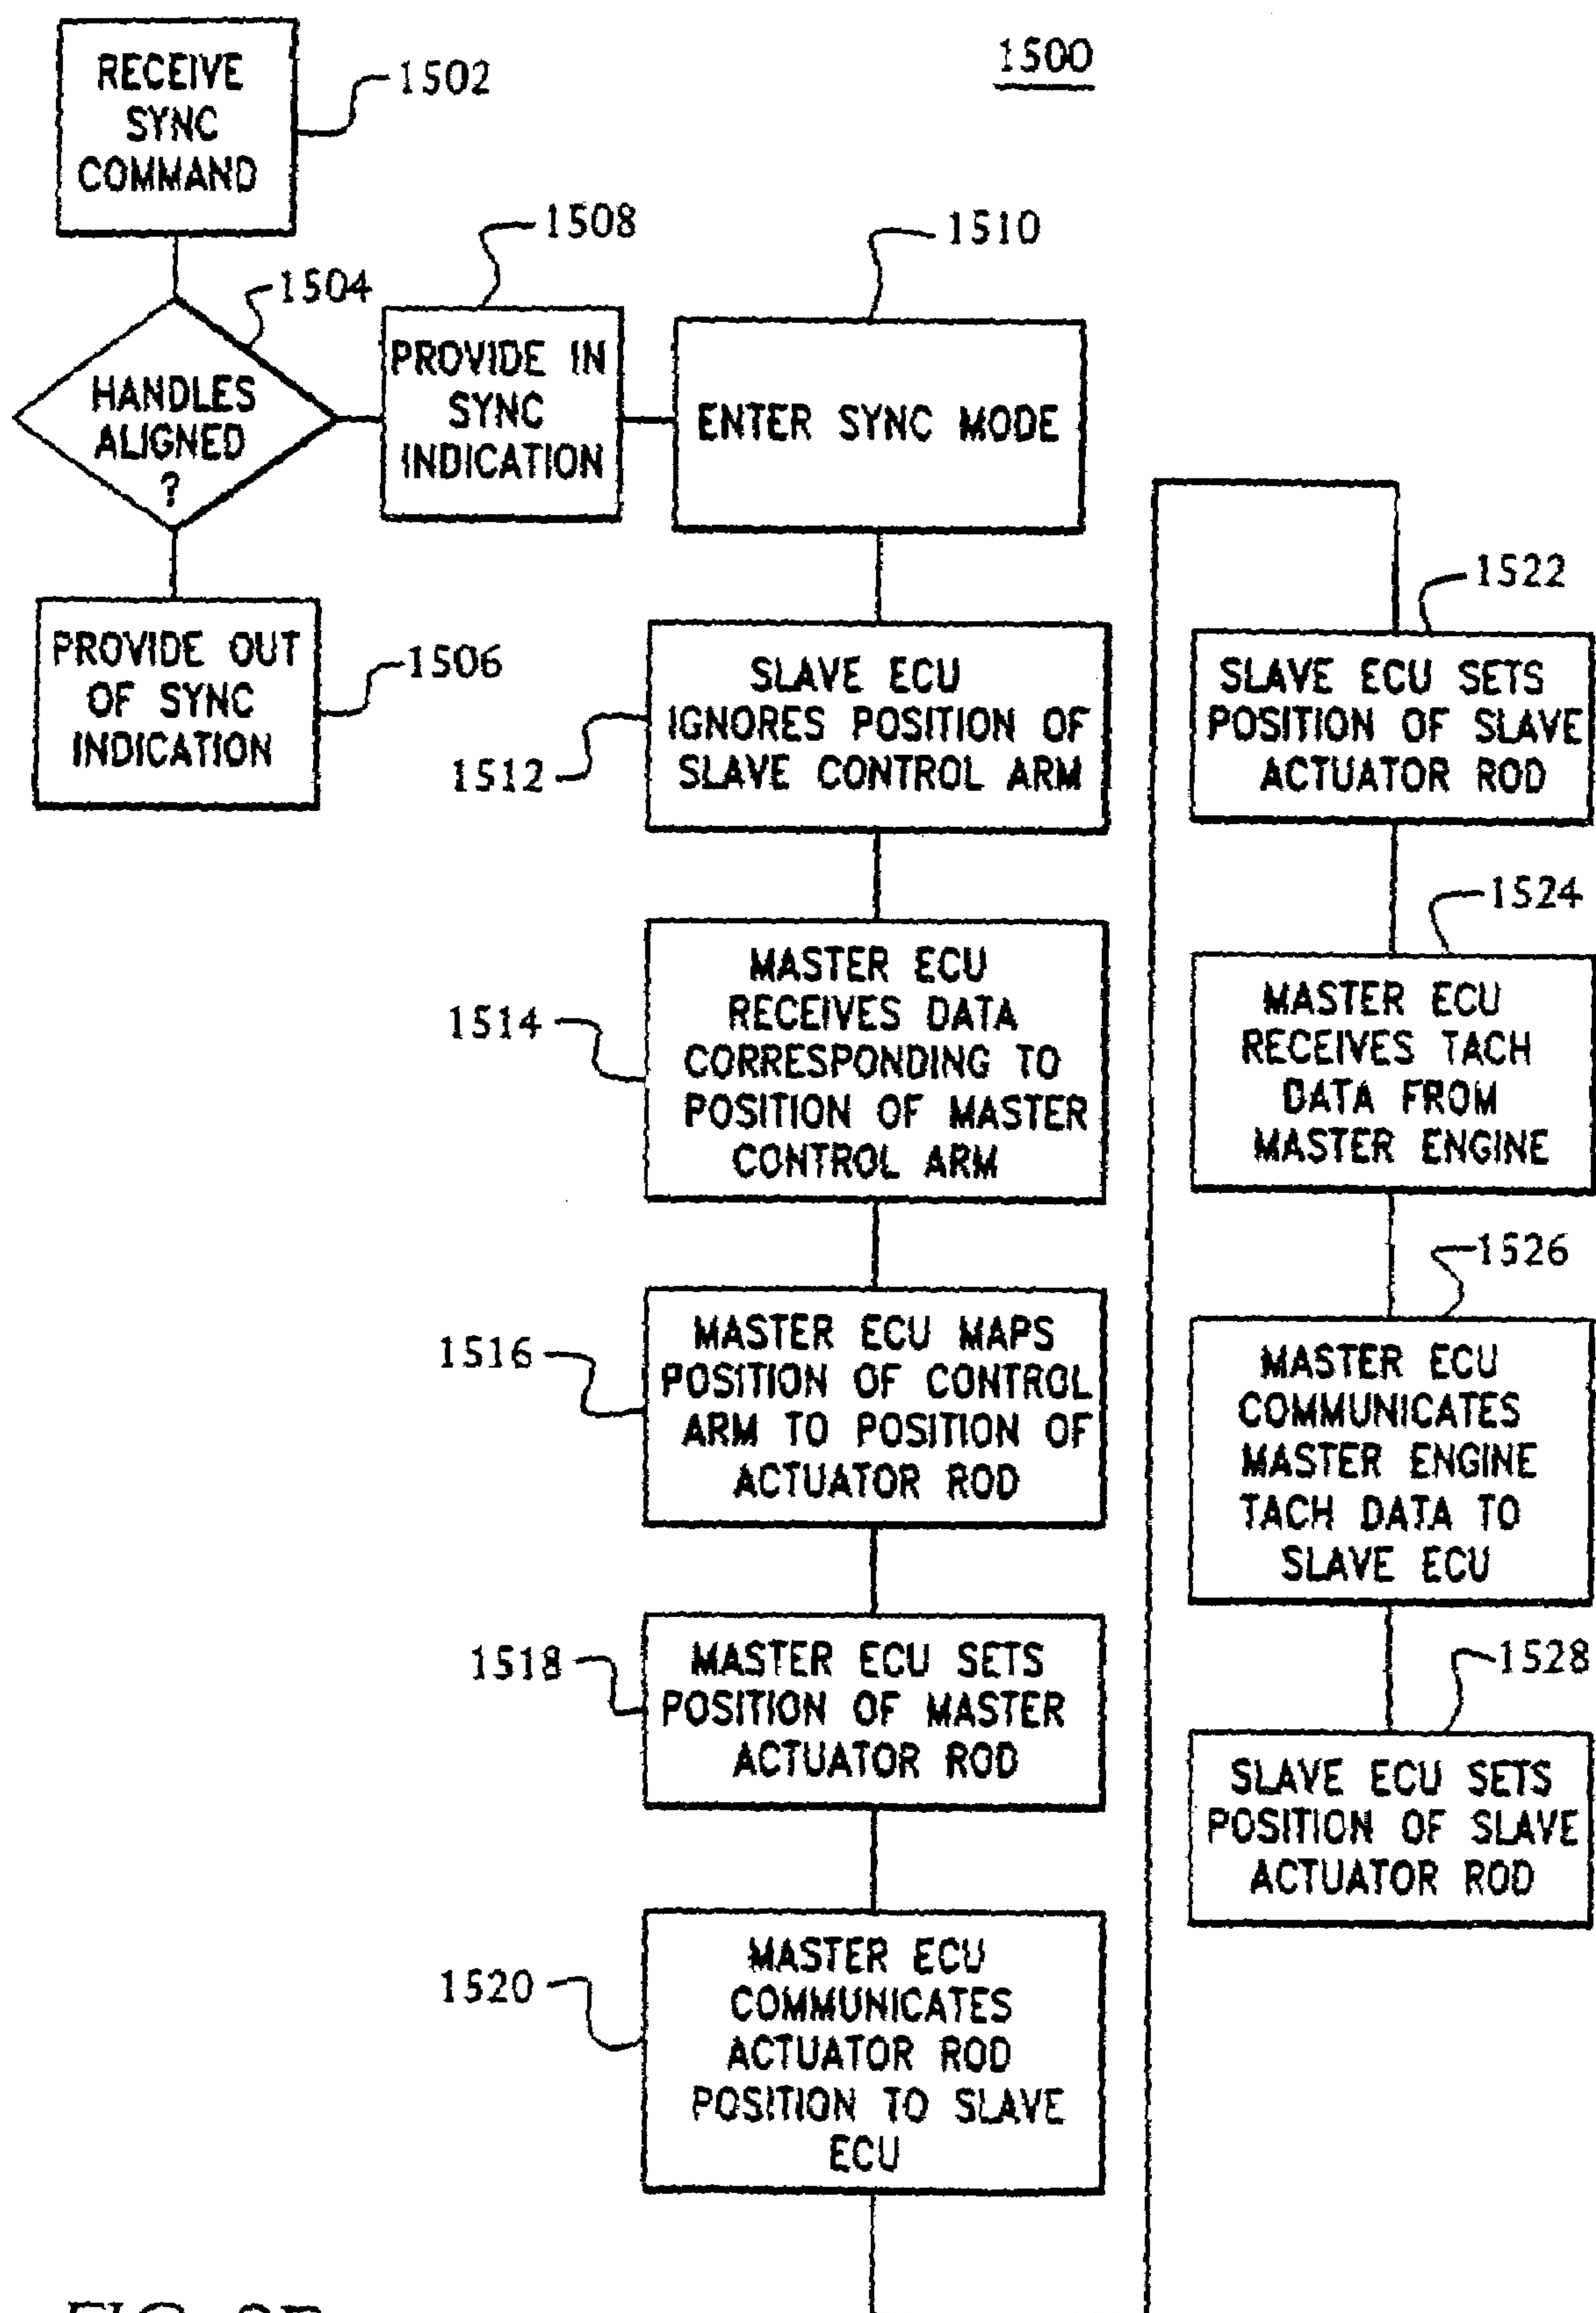 1500
RECEIVE
SYNC
COMMAND
1502
HANDLES
ALIGNED
?
1504
PROVIDE OUT
OF SYNC
INDICATION
1506
PROVIDE IN
SYNC
INDICATION
1508
ENTER SYNC MODE
1510
SLAVE ECU
IGNORES POSITION OF
SLAVE CONTROL ARM
1512
MASTER ECU
RECEIVES DATA
CORRESPONDING TO
POSITION OF MASTER
CONTROL ARM
1514
MASTER ECU MAPS
POSITION OF CONTROL
ARM TO POSITION OF
ACTUATOR ROD
1516
MASTER ECU SETS
POSITION OF MASTER
ACTUATOR ROD
1518
MASTER ECU
COMMUNICATES
ACTUATOR ROD
POSITION TO SLAVE
ECU
1520
SLAVE ECU SETS
POSITION OF SLAVE
ACTUATOR ROD
1522
MASTER ECU
RECEIVES TACH
DATA FROM
MASTER ENGINE
1524
MASTER ECU
COMMUNICATES
MASTER ENGINE
TACH DATA TO
SLAVE ECU
1526
SLAVE ECU SETS
POSITION OF SLAVE
ACTUATOR ROD
1528